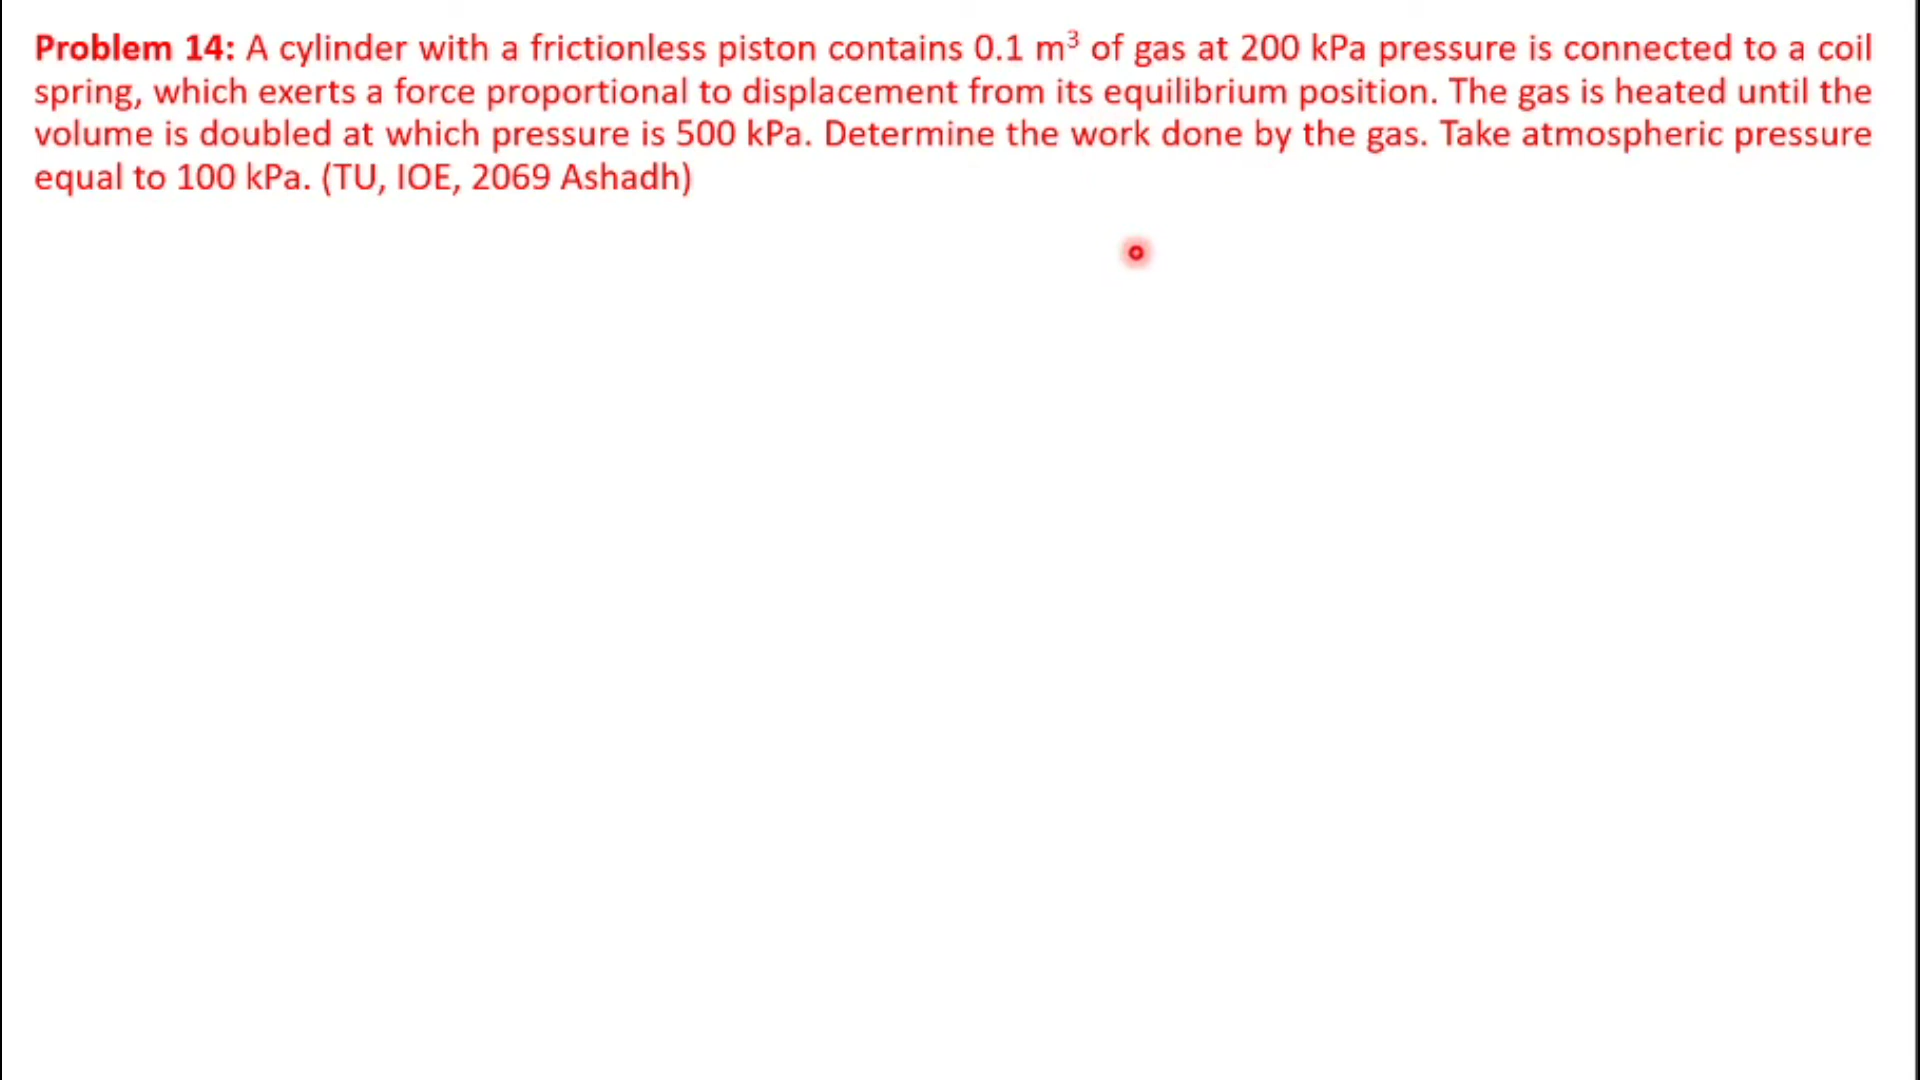 Problem 14: A cylinder with a frictionless piston contains 0.1 m³ of gas at 200 kPa pressure is connected to a coil
spring, which exerts a force proportional to displacement from its equilibrium position. The gas is heated until the
volume is doubled at which pressure is 500 kPa. Determine the work done by the gas. Take atmospheric pressure
equal to 100 kPa. (TU, IOE, 2069 Ashadh)